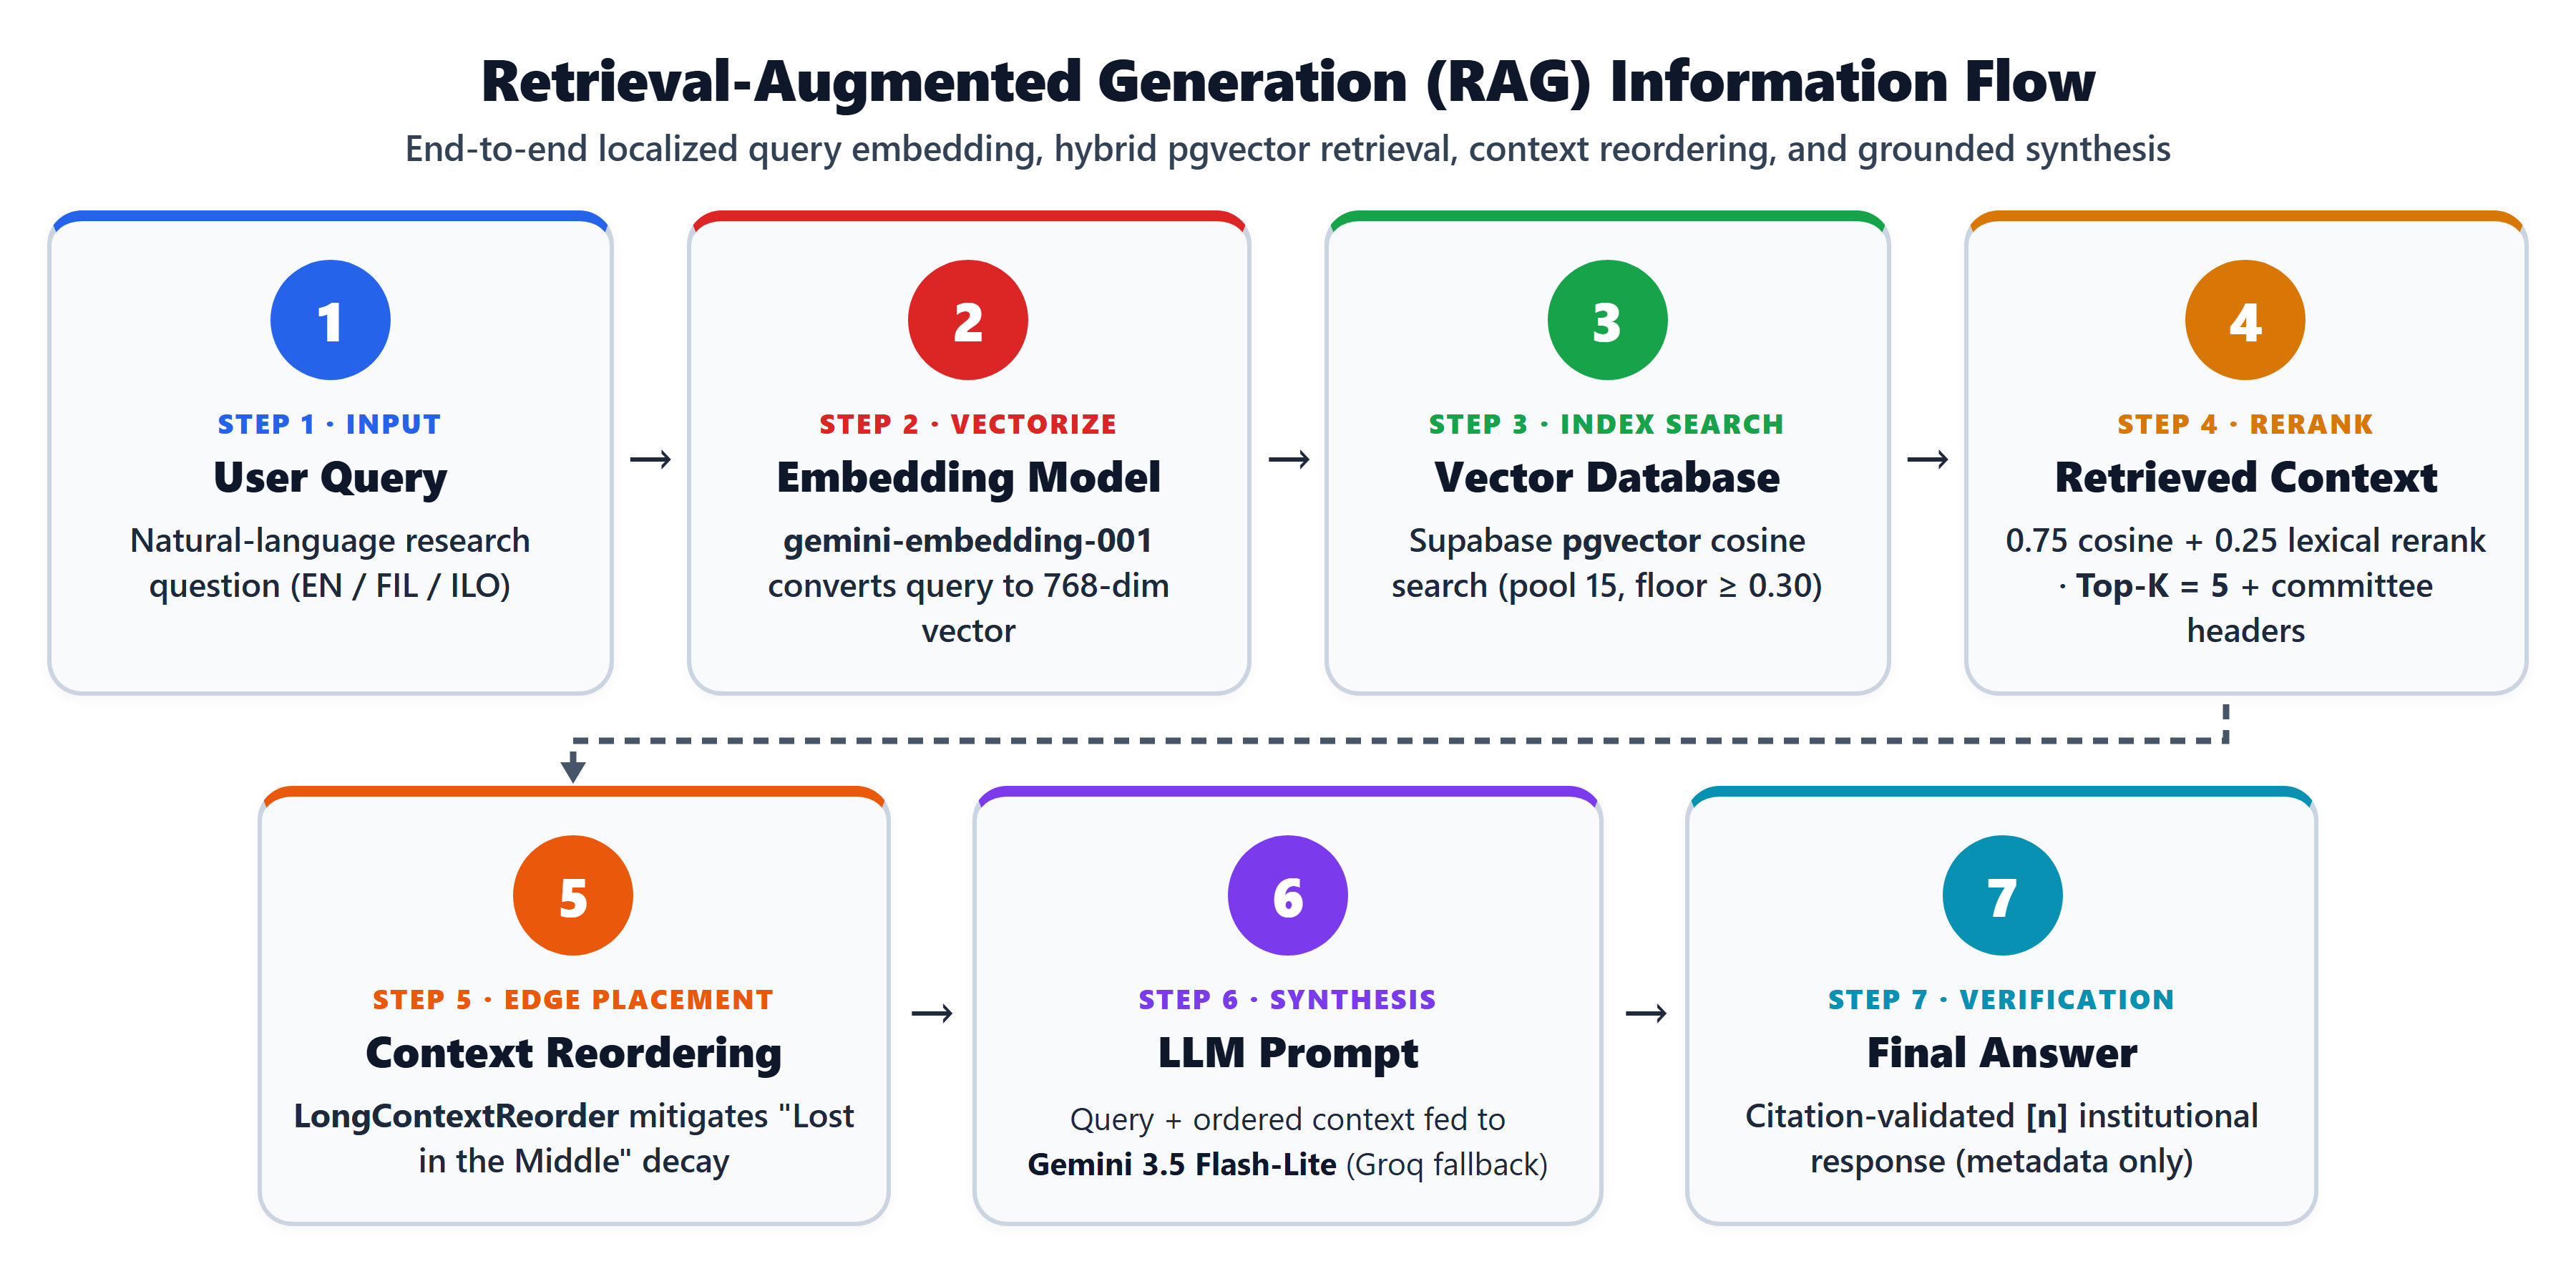 Retrieval-Augmented Generation (RAG) Information Flow
End-to-end localized query embedding, hybrid pgvector retrieval, context reordering, and grounded synthesis
1
STEP 1 · INPUT
User Query
Natural-language research
question (EN / FIL / ILO)
→
2
STEP 2 · VECTORIZE
Embedding Model
gemini-embedding-001
converts query to 768-dim
vector
→
3
STEP 3 · INDEX SEARCH
Vector Database
Supabase pgvector cosine
search (pool 15, floor ≥ 0.30)
→
4
STEP 4 · RERANK
Retrieved Context
0.75 cosine + 0.25 lexical rerank
· Top-K = 5 + committee
headers
5
STEP 5 · EDGE PLACEMENT
Context Reordering
LongContextReorder mitigates "Lost
in the Middle" decay
→
6
STEP 6 · SYNTHESIS
LLM Prompt
Query + ordered context fed to
Gemini 3.5 Flash-Lite (Groq fallback)
→
7
STEP 7 · VERIFICATION
Final Answer
Citation-validated [n] institutional
response (metadata only)